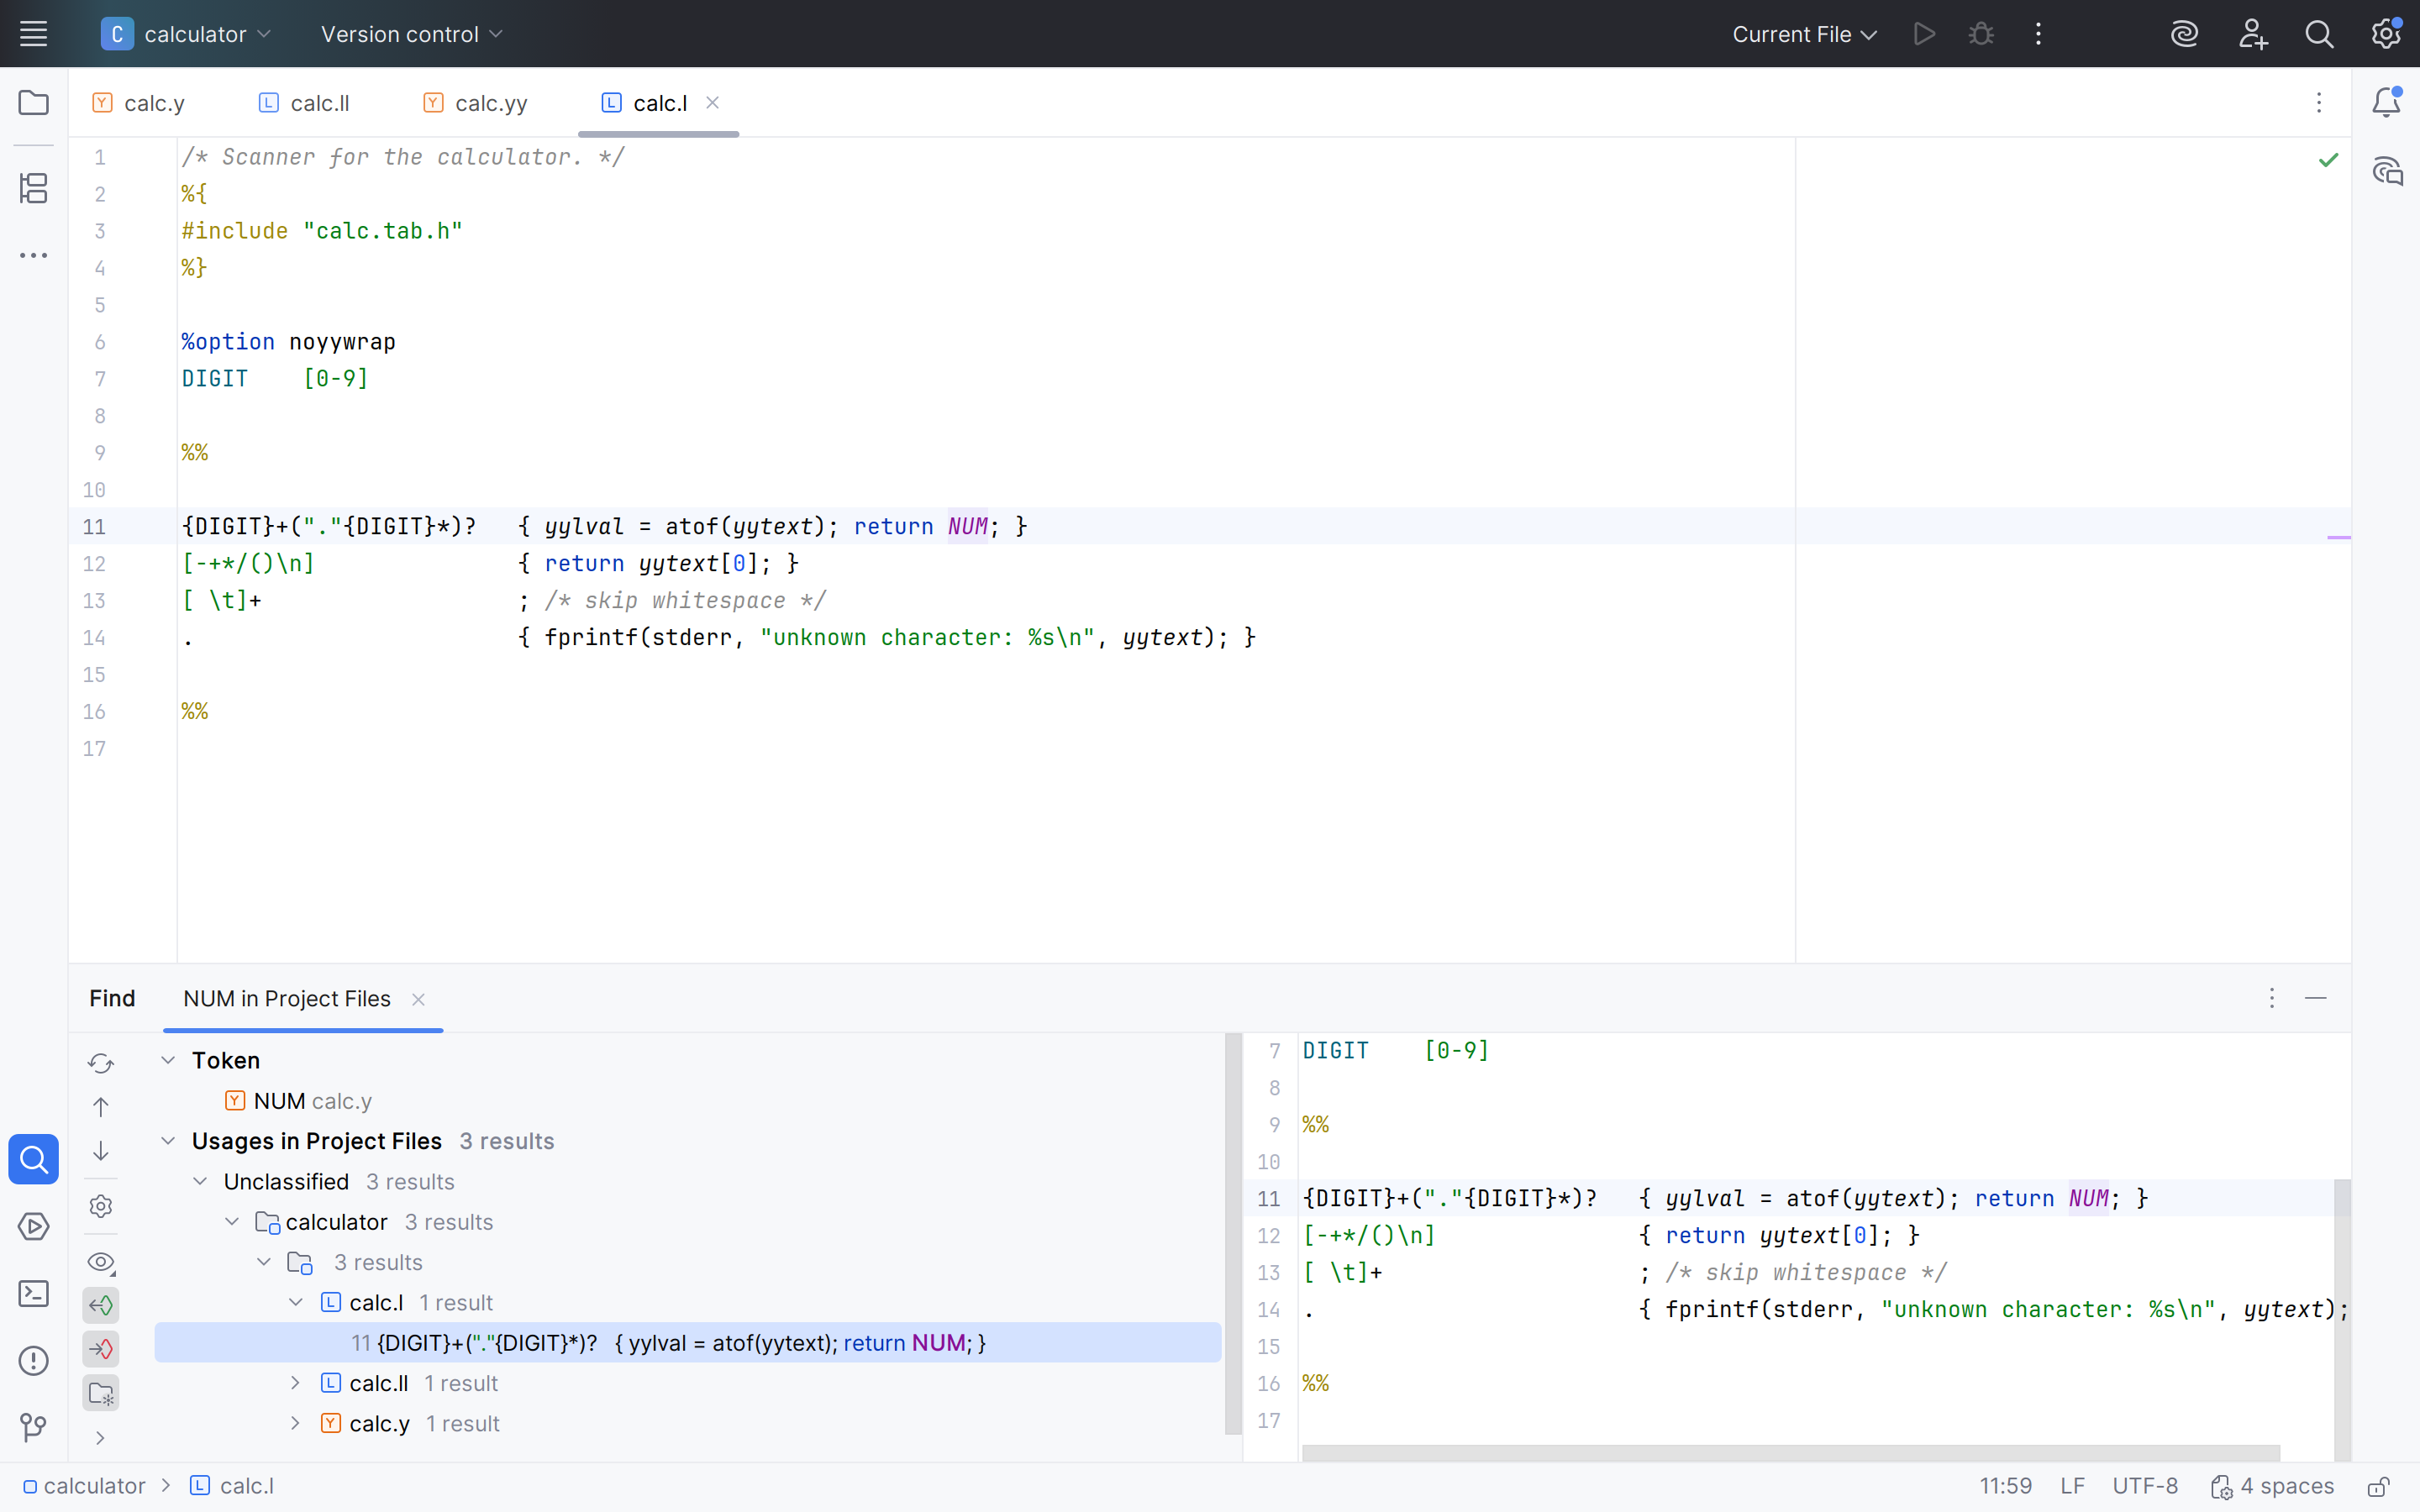 C calculator Version control Current File
calc.y calc.ll calc.yy calc.l
1 /* Scanner for the calculator. */
2 %{
3 #include "calc.tab.h"
4 %}
5
6 %option noyywrap
7 DIGIT    [0-9]
8
9 %%
10
11 {DIGIT}+("."{DIGIT}*)?   { yylval = atof(yytext); return NUM; }
12 [-+*/()\n]               { return yytext[0]; }
13 [ \t]+                   ; /* skip whitespace */
14 .                        { fprintf(stderr, "unknown character: %s\n", yytext); }
15
16 %%
17
Find NUM in Project Files
Token
Y NUM calc.y
Usages in Project Files 3 results
Unclassified 3 results
calculator 3 results
3 results
L calc.l 1 result
11 {DIGIT}+("."{DIGIT}*)?   { yylval = atof(yytext); return NUM; }
L calc.ll 1 result
Y calc.y 1 result
7 DIGIT    [0-9]
8
9 %%
10
11 {DIGIT}+("."{DIGIT}*)?   { yylval = atof(yytext); return NUM; }
12 [-+*/()\n]               { return yytext[0]; }
13 [ \t]+                   ; /* skip whitespace */
14 .                        { fprintf(stderr, "unknown character: %s\n", yytext);
15
16 %%
17
calculator > L calc.l 11:59 LF UTF-8 4 spaces